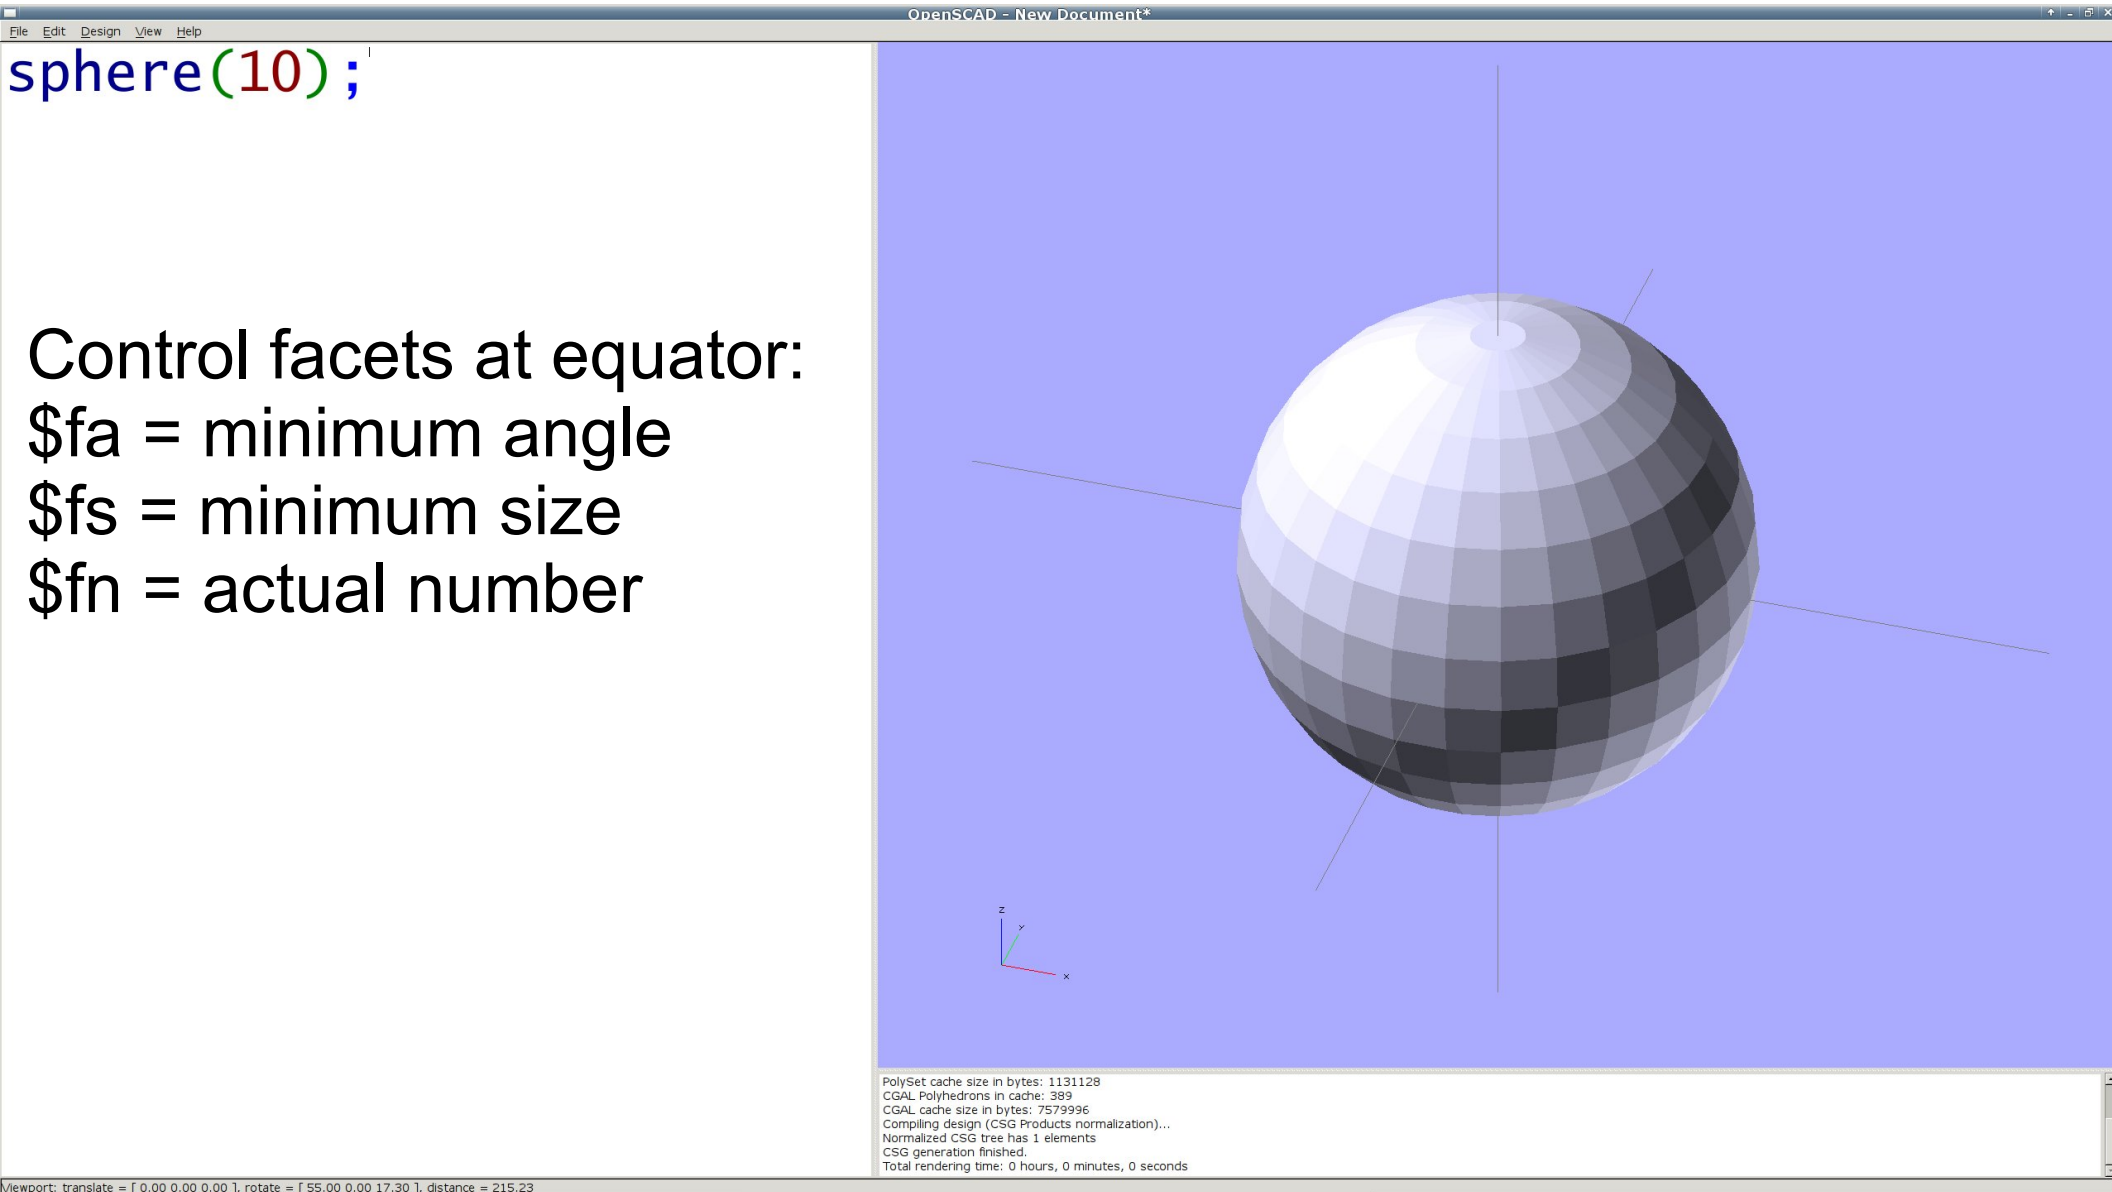 OpenSCAD - New Document*
File Edit Design View Help
sphere(10);
Control facets at equator:
$fa = minimum angle
$fs = minimum size
$fn = actual number
z
y
x
PolySet cache size in bytes: 1131128
CGAL Polyhedrons in cache: 389
CGAL cache size in bytes: 7579996
Compiling design (CSG Products normalization)...
Normalized CSG tree has 1 elements
CSG generation finished.
Total rendering time: 0 hours, 0 minutes, 0 seconds
Viewport: translate = [ 0.00 0.00 0.00 ], rotate = [ 55.00 0.00 17.30 ], distance = 215.23